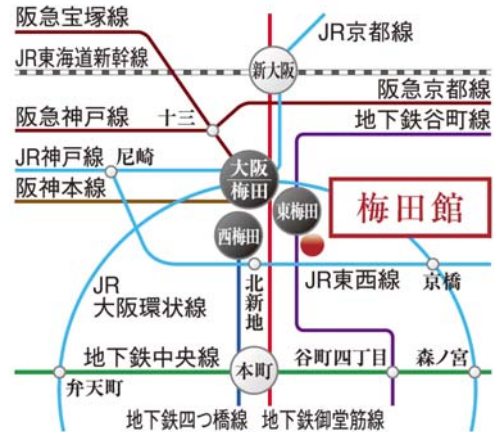 阪急宝塚線
JR京都線
JR東海道新幹線
新大阪
阪急京都線
阪急神戸線
十三
地下鉄谷町線
JR神戸線
尼崎
大阪
梅田
阪神本線
東梅田
梅田館
西梅田
JR
大阪環状線
北新地
JR東西線
京橋
地下鉄中央線
本町
谷町四丁目
森ノ宮
弁天町
地下鉄四つ橋線
地下鉄御堂筋線